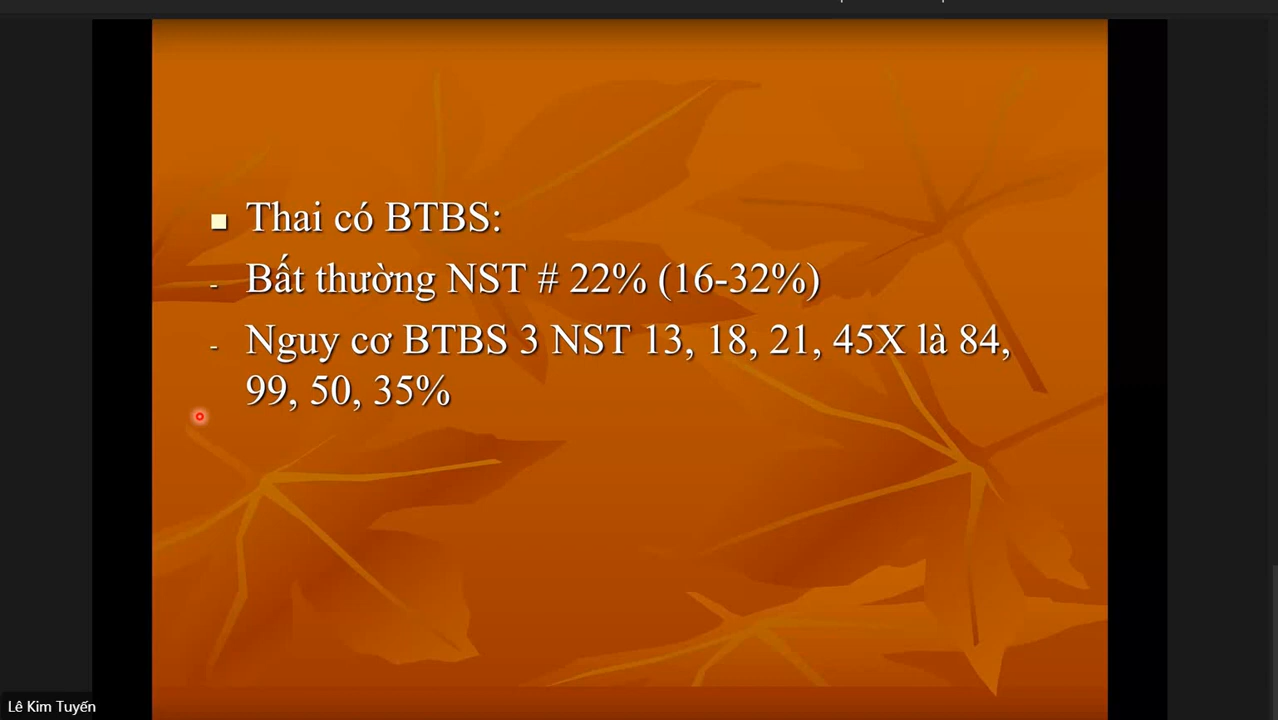 Thai có BTBS:
- Bất thường NST # 22% (16-32%)
- Nguy cơ BTBS 3 NST 13, 18, 21, 45X là 84,
99, 50, 35%
Lê Kim Tuyến